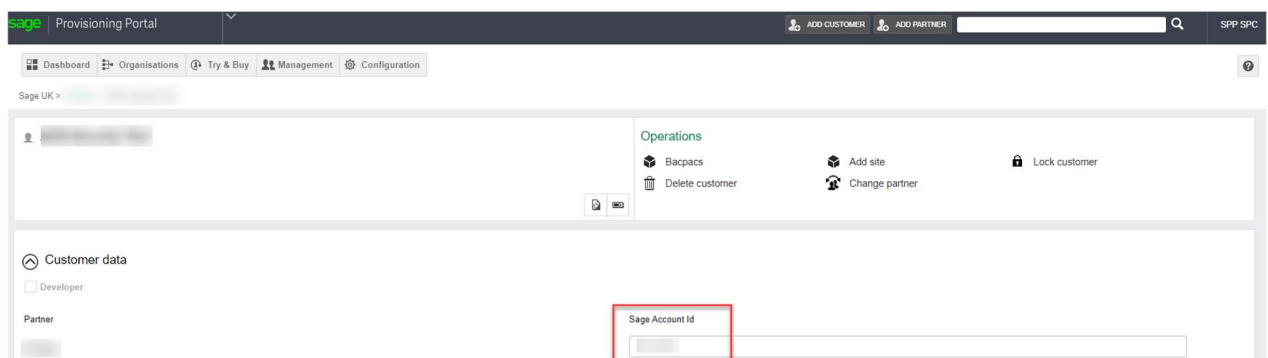 sage Provisioning Portal ADD CUSTOMER ADD PARTNER SPP SPC
Dashboard Organisations Try & Buy Management Configuration
Sage UK >
Operations
Bacpacs Add site Lock customer
Delete customer Change partner
Customer data
Developer
Partner Sage Account Id